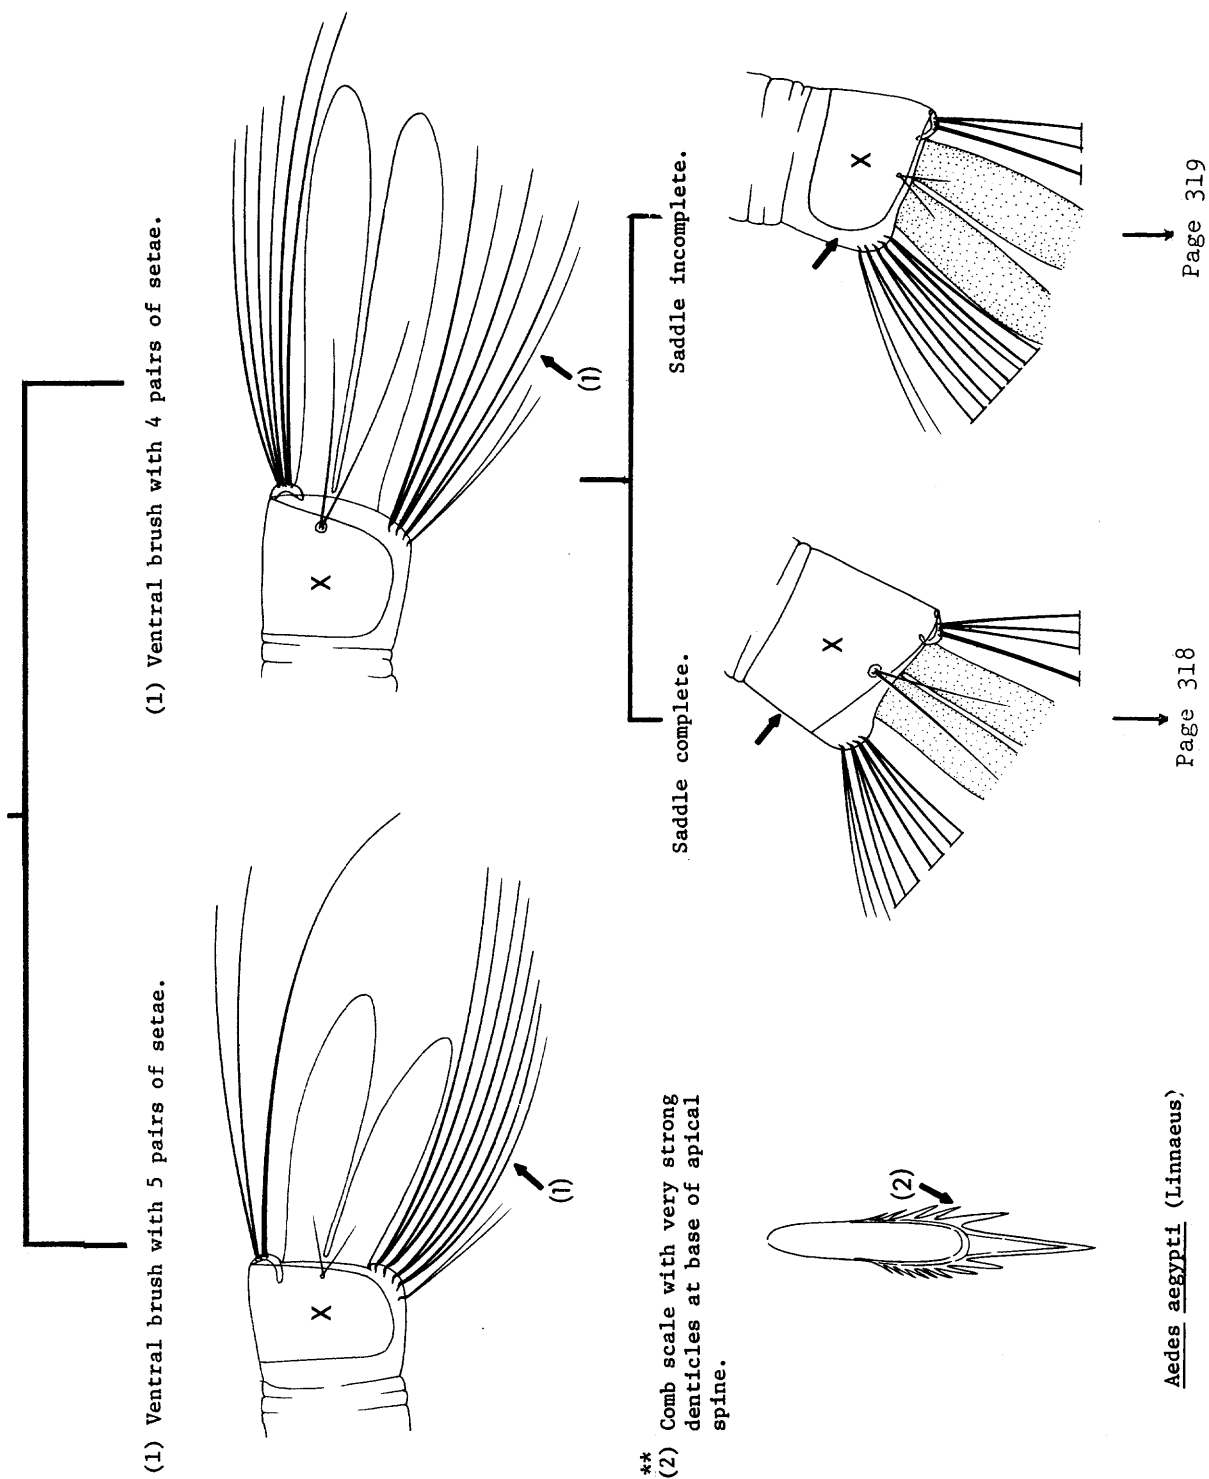 (1) Ventral brush with 5 pairs of setae.
(1) Ventral brush with 4 pairs of setae.
X
(1)
X
(1)
**
(2) Comb scale with very strong
denticles at base of apical
spine.
(2)
Aedes aegypti (Linnaeus)
Saddle complete.
Saddle incomplete.
X
X
Page 318
Page 319